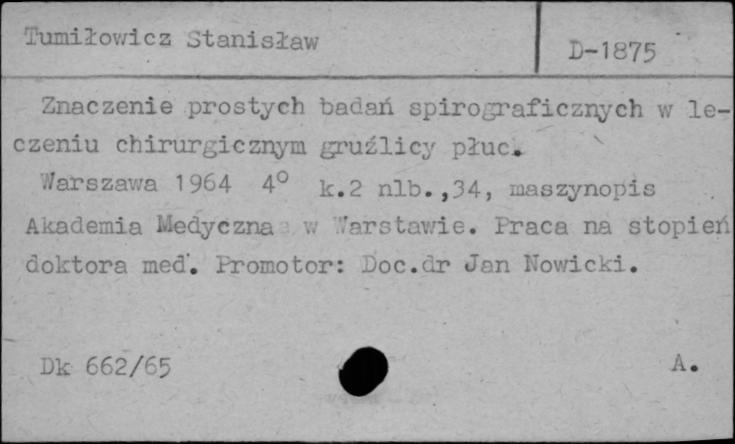 Tumiłowicz Stanisław
D-1875
Znaczenie prostych badań spirograficznych w le-
czeniu chirurgicznym gruźlicy płuc.
Warszawa 1964 4° k.2 nlb.,34, maszynopis
Akademia Medyczna w Warstawie. Praca na stopień
doktora med. Promotor: Doc.dr Jan Nowicki.
Dk 662/65
A.